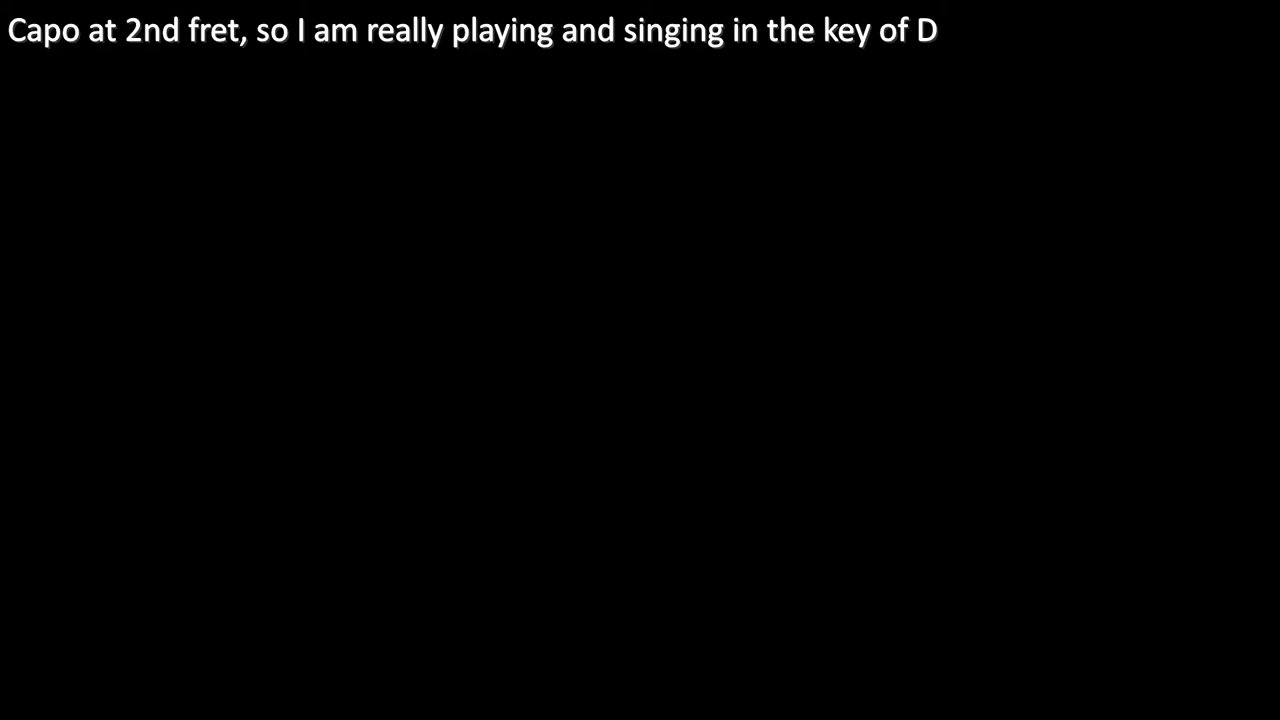 Capo at 2nd fret, so I am really playing and singing in the key of D